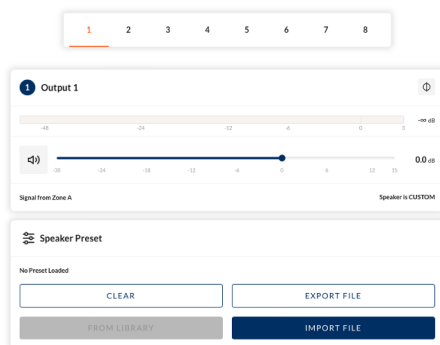 1 2 3 4 5 6 7 8
1 Output 1
-∞ dB
-48 -24 -12 -6 0 3
0.0 dB
-38 -24 -18 -12 -6 0 6 12 15
Signal from Zone A Speaker is CUSTOM
Speaker Preset
No Preset Loaded
CLEAR EXPORT FILE
FROM LIBRARY IMPORT FILE